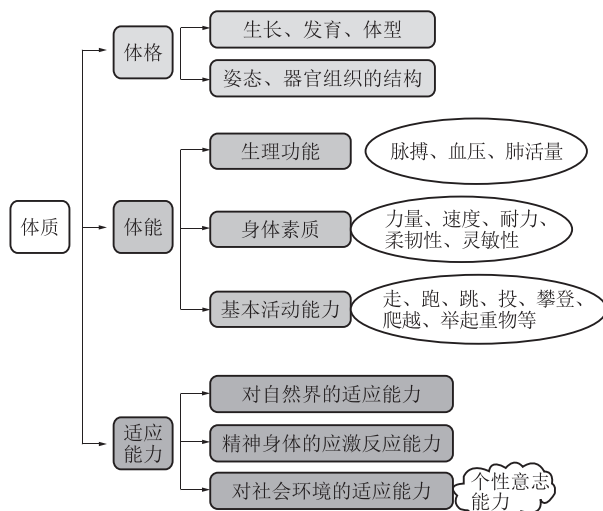 体质
体格
生长、发育、体型
姿态、器官组织的结构
体能
生理功能
脉搏、血压、肺活量
身体素质
力量、速度、耐力、
柔韧性、灵敏性
基本活动能力
走、跑、跳、投、攀登、
爬越、举起重物等
适应
能力
对自然界的适应能力
精神身体的应激反应能力
对社会环境的适应能力
个性意志
能力